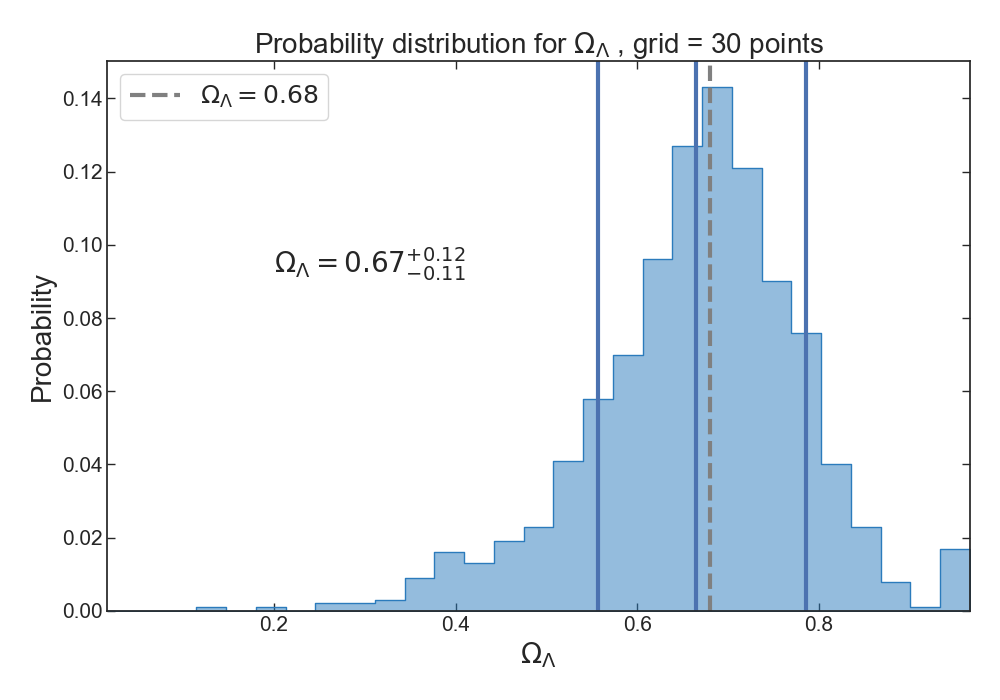 Probability distribution for Ω_Λ , grid = 30 points
Ω_Λ = 0.68
Ω_Λ = 0.67^{+0.12}_{−0.11}
Probability
0.14
0.12
0.10
0.08
0.06
0.04
0.02
0.00
0.2 0.4 0.6 0.8
Ω_Λ